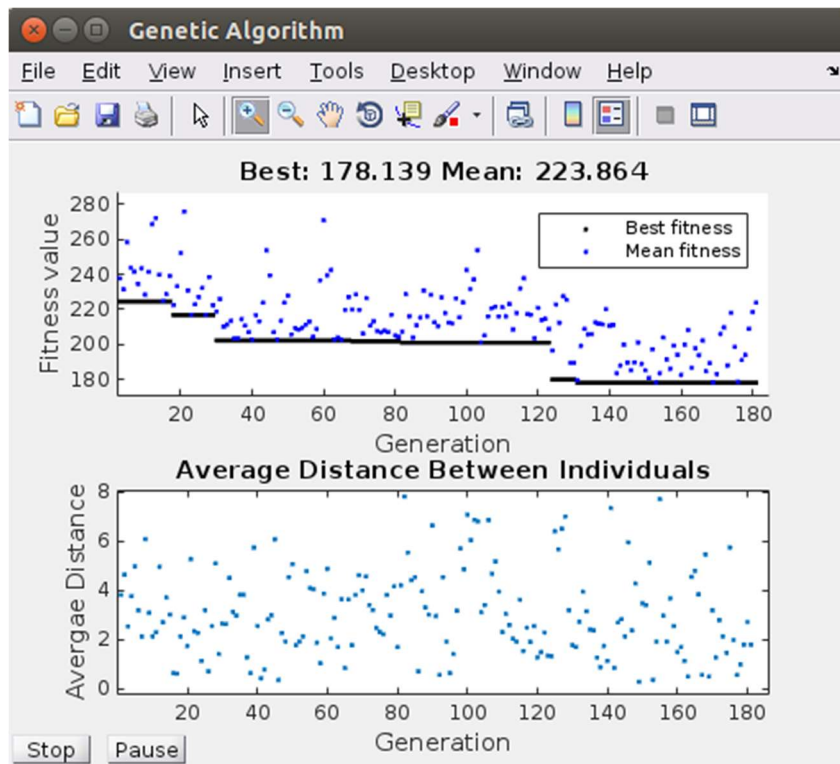 Genetic Algorithm
File Edit View Insert Tools Desktop Window Help
Best: 178.139 Mean: 223.864
280
260
240
220
200
180
Fitness value
Best fitness
Mean fitness
20 40 60 80 100 120 140 160 180
Generation
Average Distance Between Individuals
8
6
4
2
0
Avergae Distance
20 40 60 80 100 120 140 160 180
Generation
Stop Pause